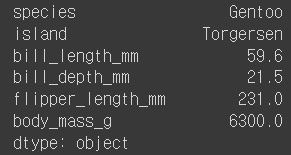 species Gentoo
island Torgersen
bill_length_mm 59.6
bill_depth_mm 21.5
flipper_length_mm 231.0
body_mass_g 6300.0
dtype: object